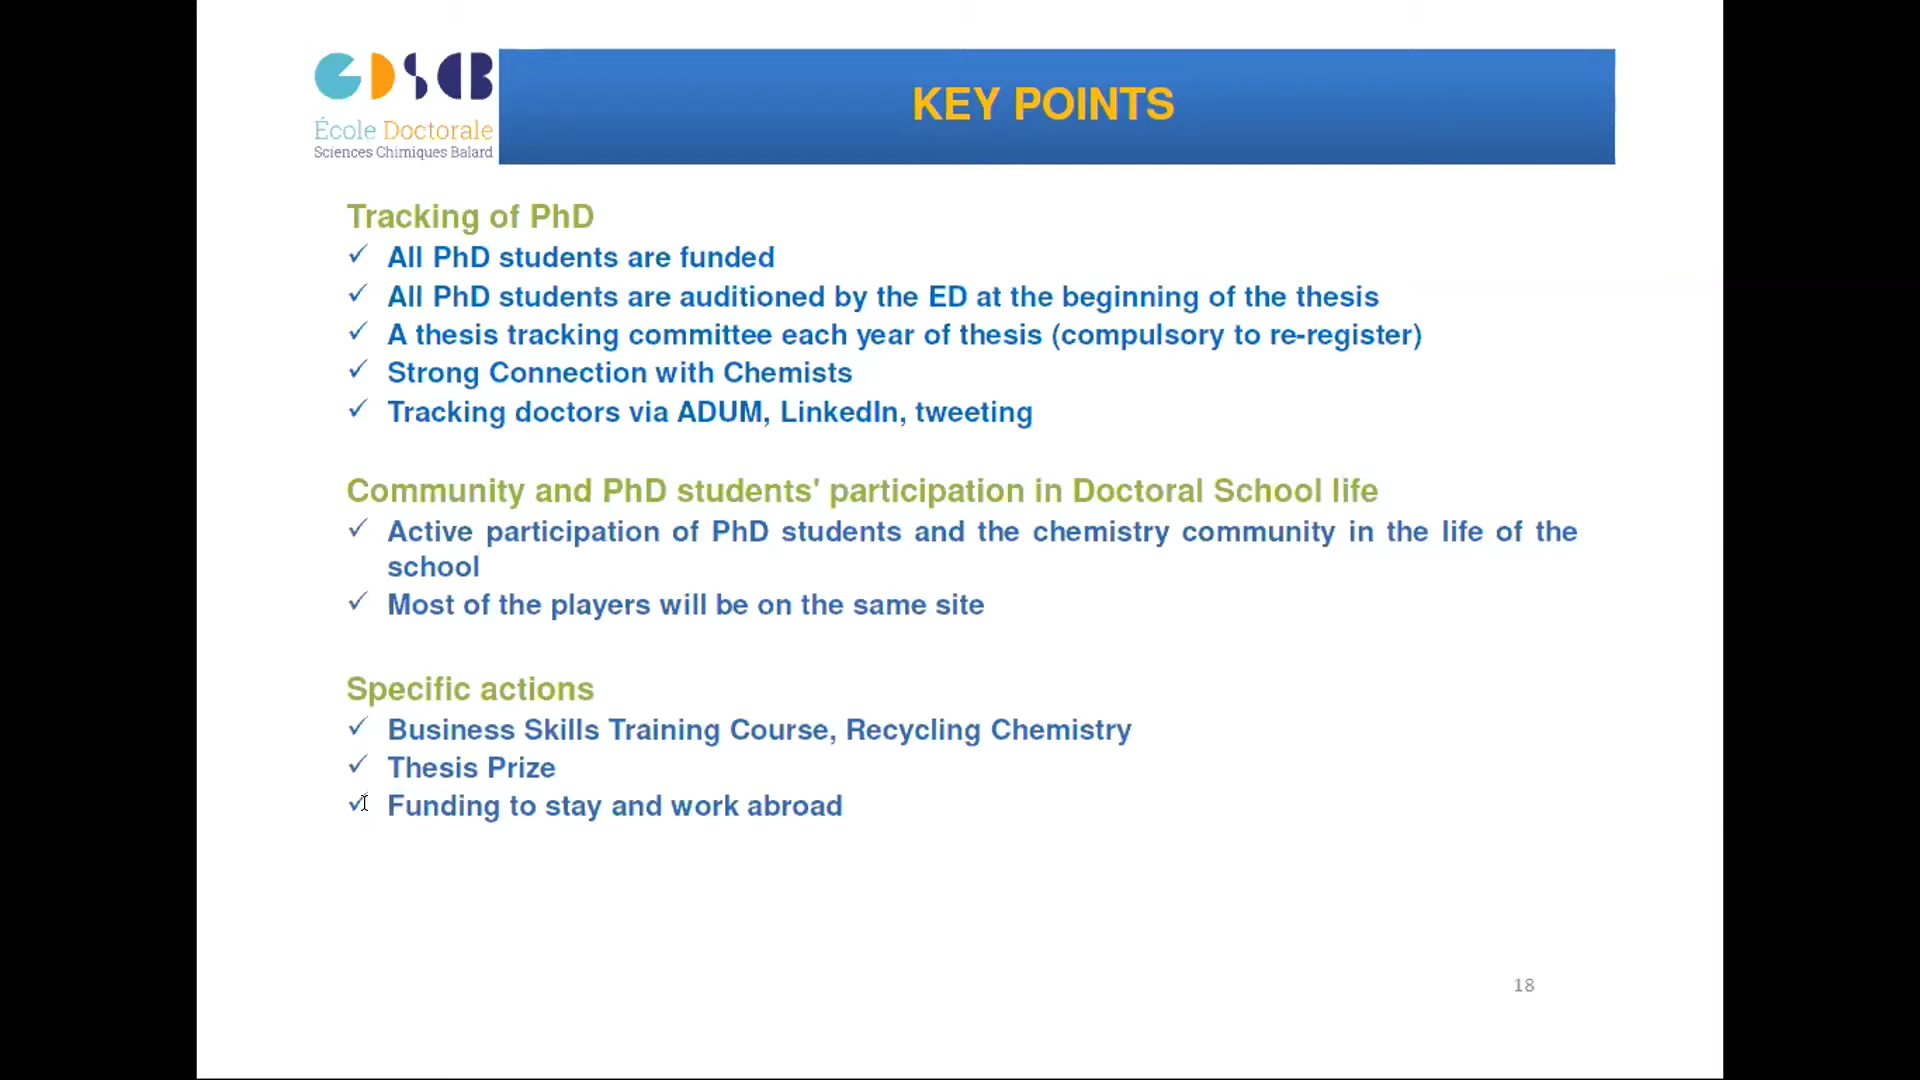 EDSCB
École Doctorale
Sciences Chimiques Balard
KEY POINTS
Tracking of PhD
✓ All PhD students are funded
✓ All PhD students are auditioned by the ED at the beginning of the thesis
✓ A thesis tracking committee each year of thesis (compulsory to re-register)
✓ Strong Connection with Chemists
✓ Tracking doctors via ADUM, LinkedIn, tweeting
Community and PhD students' participation in Doctoral School life
✓ Active participation of PhD students and the chemistry community in the life of the
school
✓ Most of the players will be on the same site
Specific actions
✓ Business Skills Training Course, Recycling Chemistry
✓ Thesis Prize
✓ Funding to stay and work abroad
18